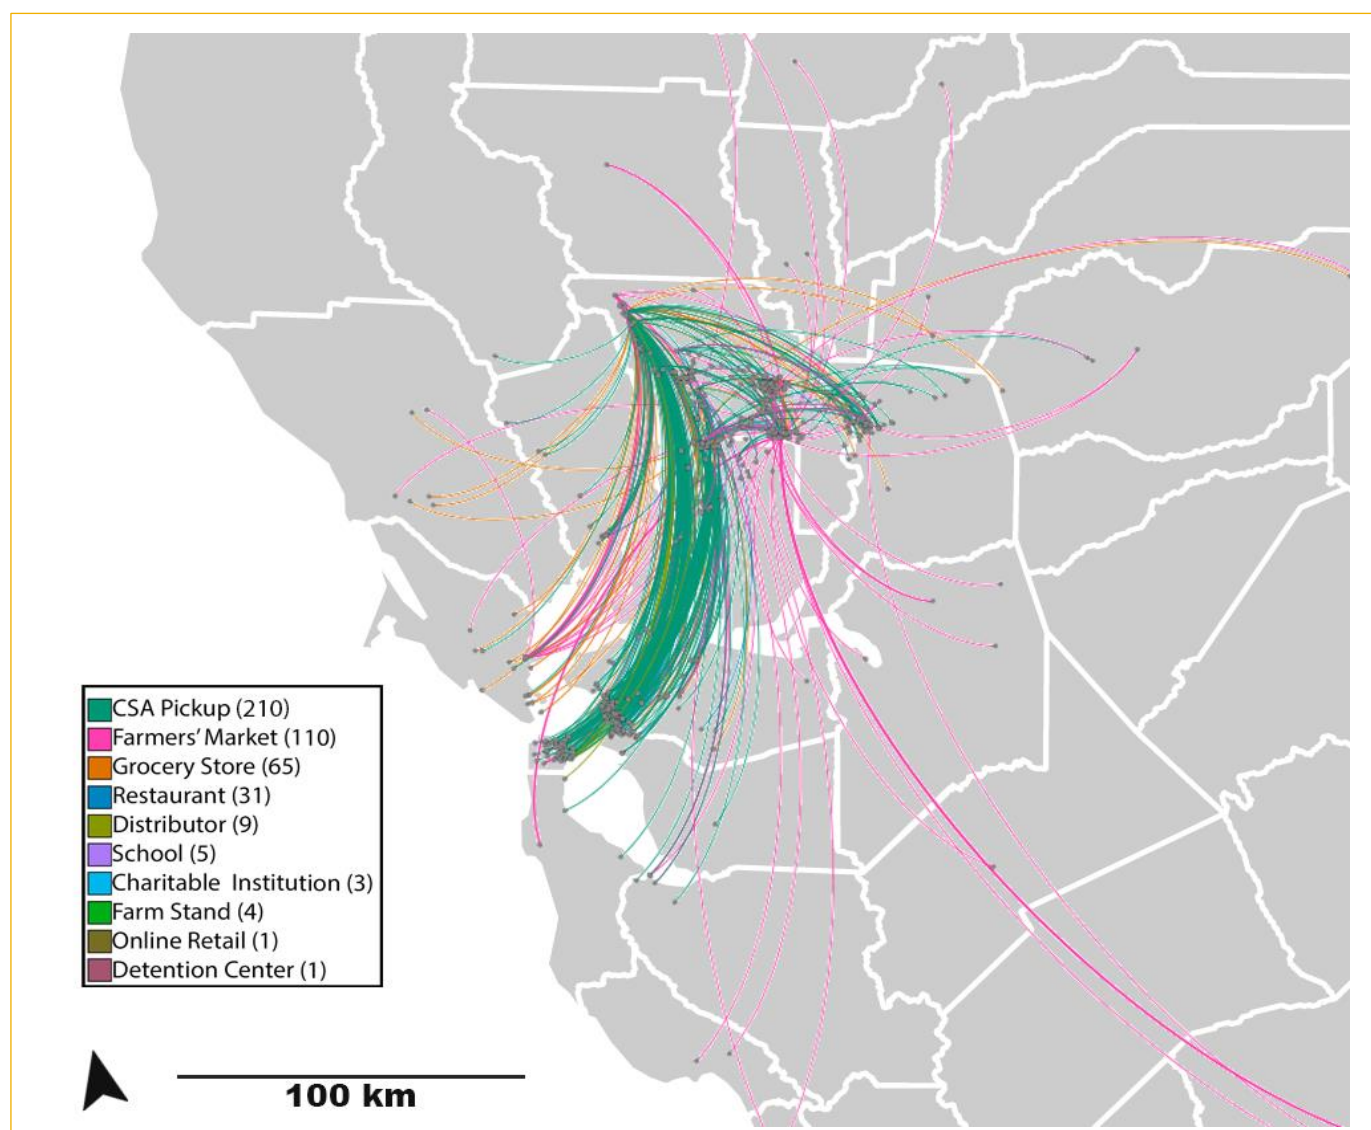 CSA Pickup (210)
Farmers' Market (110)
Grocery Store (65)
Restaurant (31)
Distributor (9)
School (5)
Charitable Institution (3)
Farm Stand (4)
Online Retail (1)
Detention Center (1)
100 km